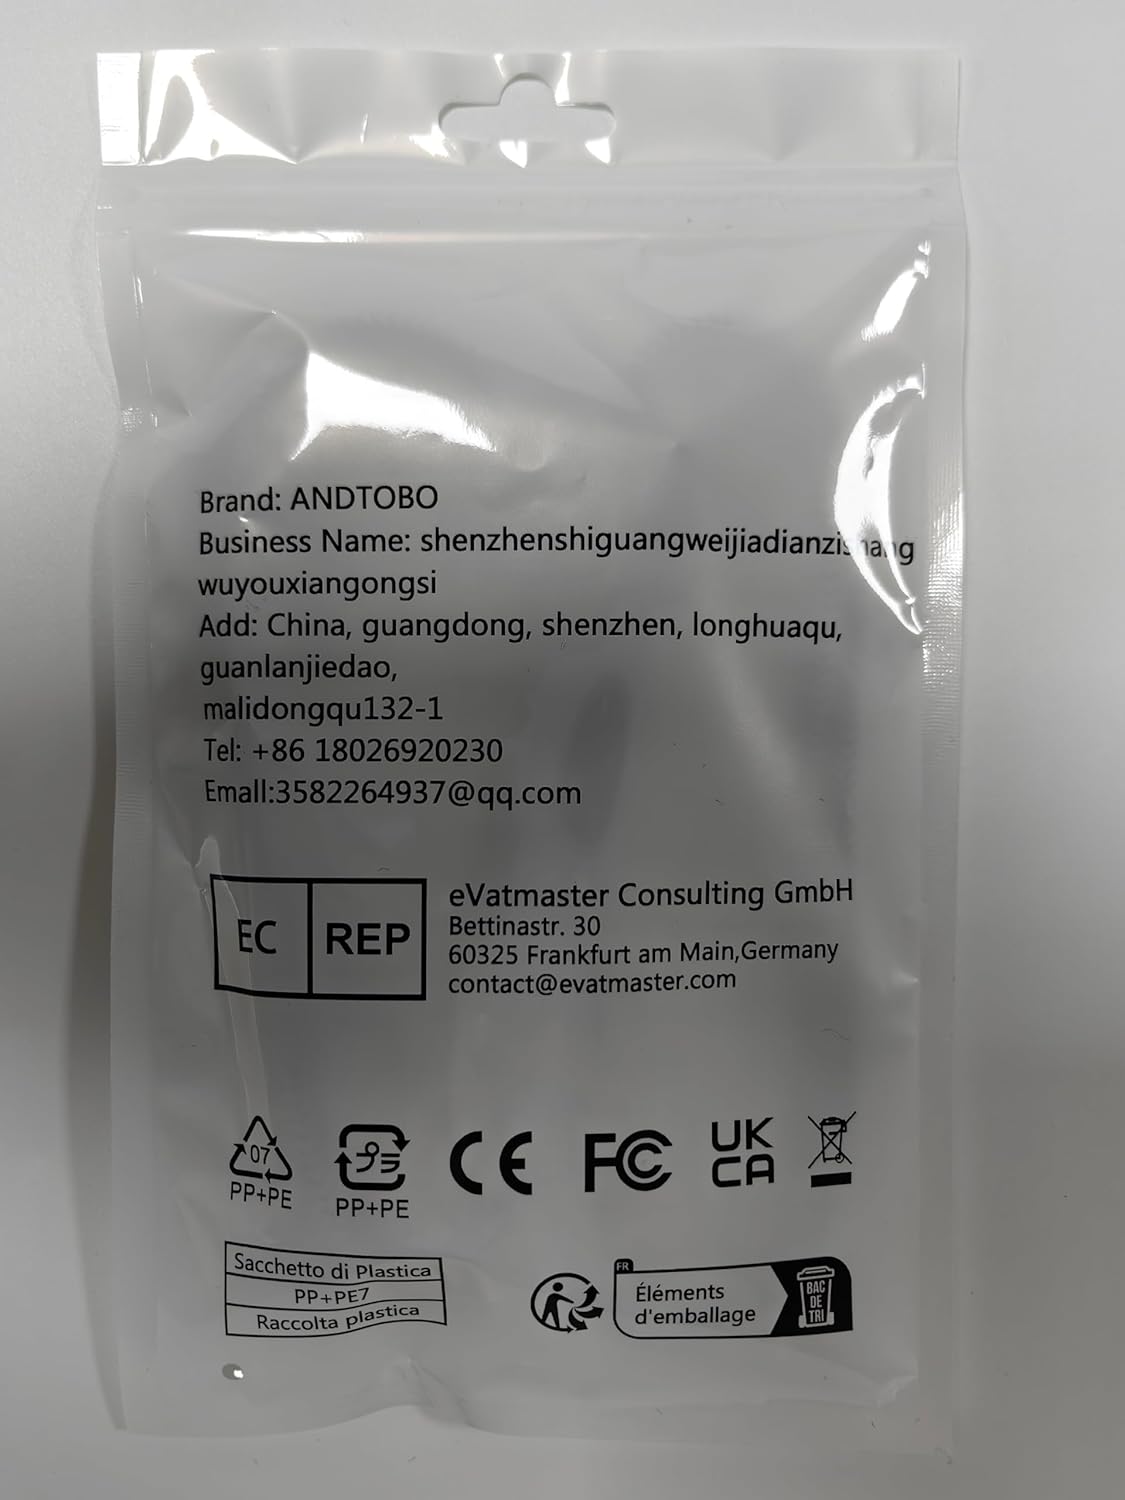 Brand: ANDTOBO
Business Name: shenzhenshiguangweijiadianzishang
wuyouxiangongsi
Add: China, guangdong, shenzhen, longhuaqu,
guanlanjiedao,
malidongqu132-1
Tel: +86 18026920230
Emall:3582264937@qq.com
EC REP
eVatmaster Consulting GmbH
Bettinastr. 30
60325 Frankfurt am Main,Germany
contact@evatmaster.com
07
PP+PE
プラ
PP+PE
CE
FC
UK
CA
Sacchetto di Plastica
PP+PE7
Raccolta plastica
FR
Éléments
d'emballage
BAC
DE
TRI